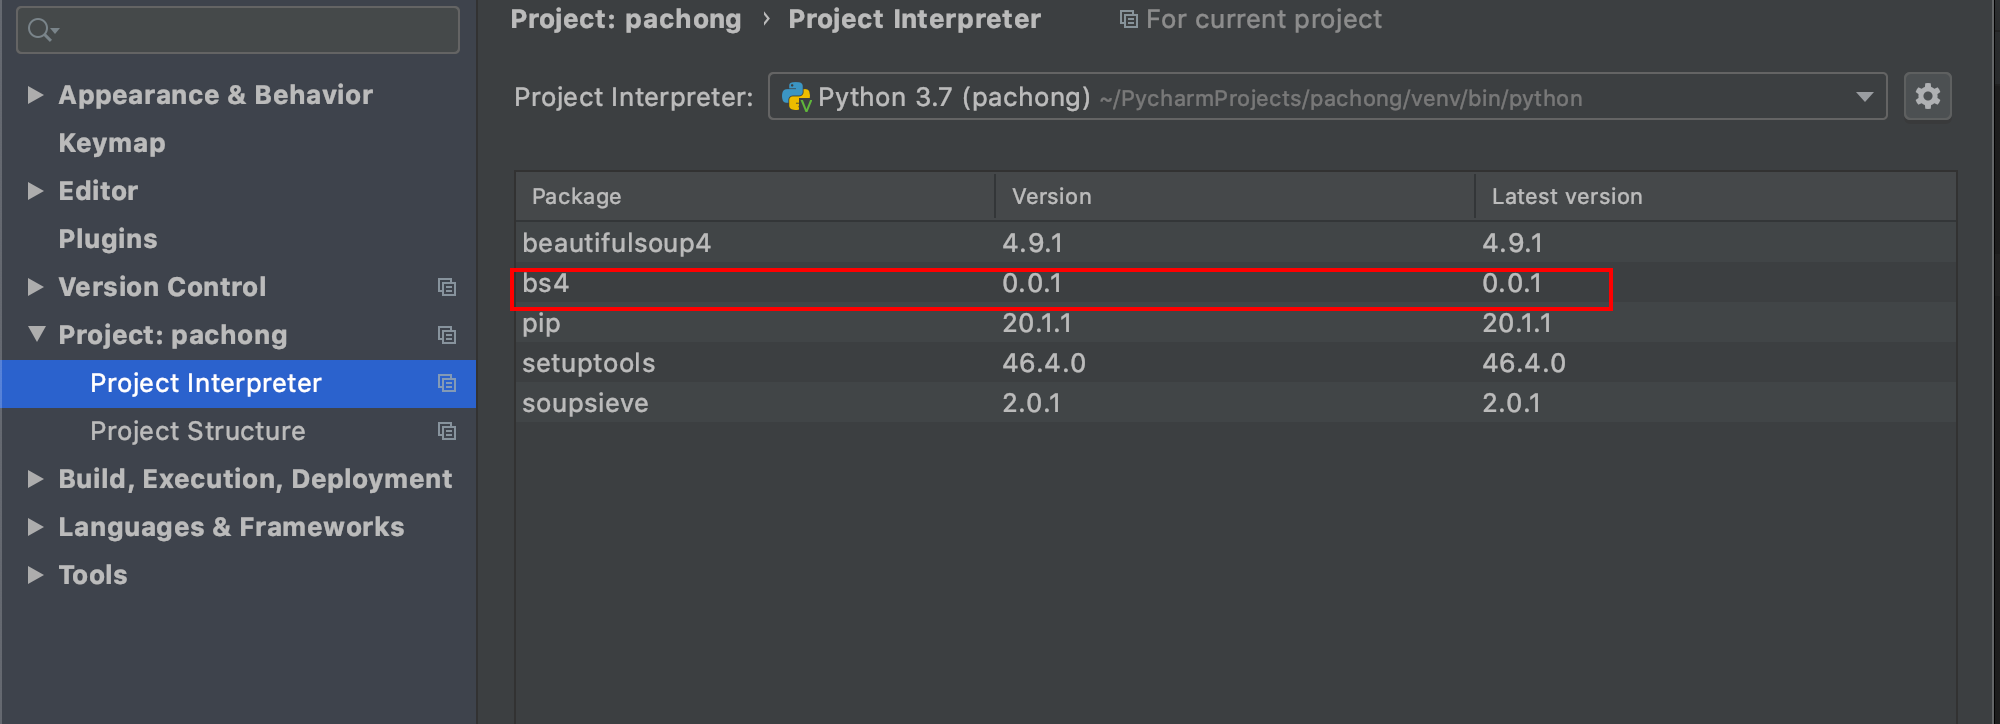 Appearance & Behavior
Keymap
Editor
Plugins
Version Control
Project: pachong
Project Interpreter
Project Structure
Build, Execution, Deployment
Languages & Frameworks
Tools
Project: pachong › Project Interpreter For current project
Project Interpreter: Python 3.7 (pachong) ~/PycharmProjects/pachong/venv/bin/python
Package Version Latest version
beautifulsoup4 4.9.1 4.9.1
bs4 0.0.1 0.0.1
pip 20.1.1 20.1.1
setuptools 46.4.0 46.4.0
soupsieve 2.0.1 2.0.1